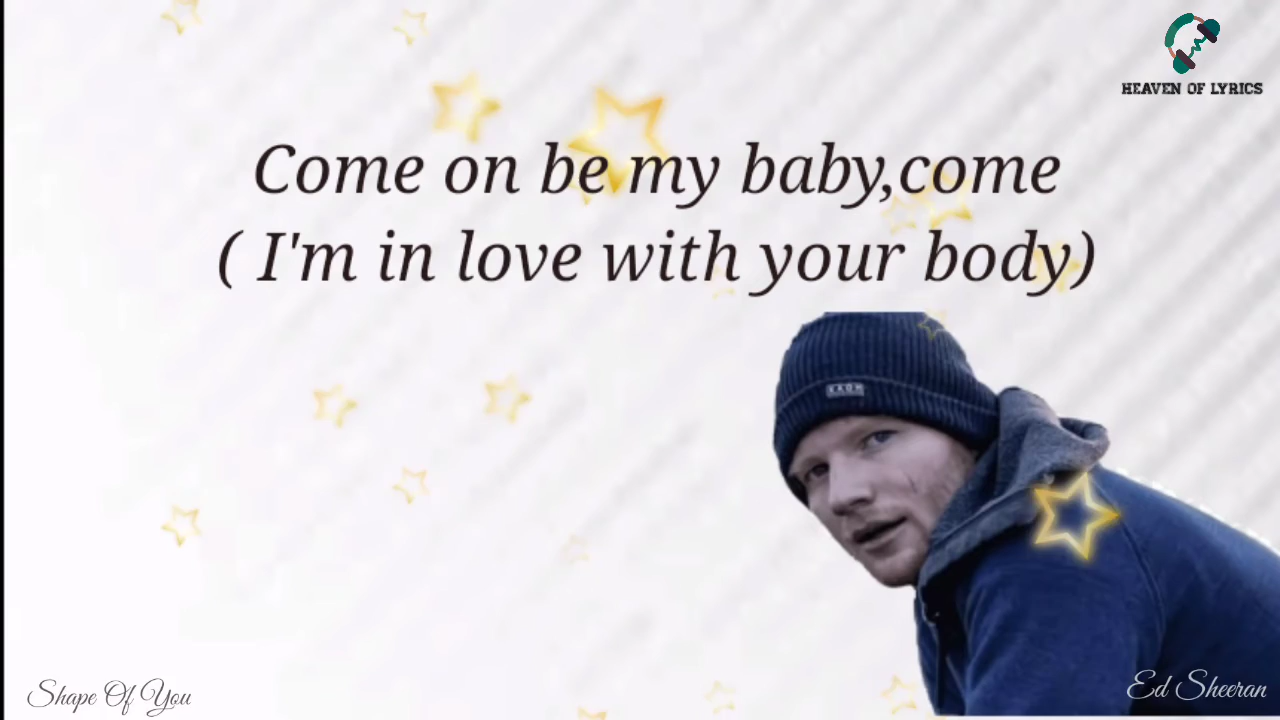 HEAVEN OF LYRICS
Come on be my baby,come
( I'm in love with your body)
Shape Of You
Ed Sheeran